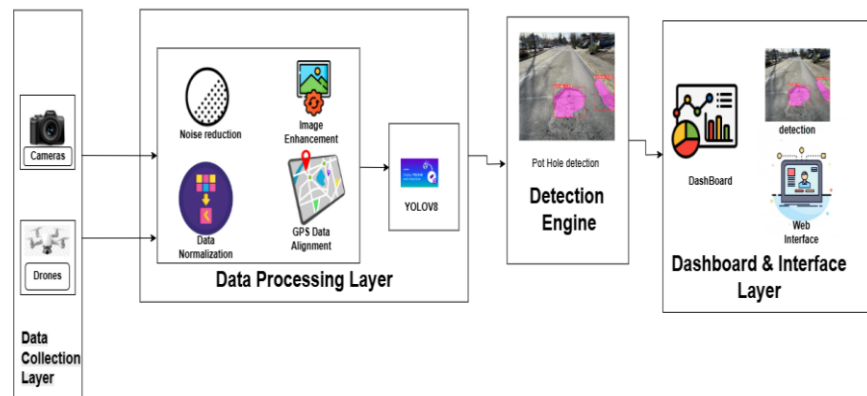 Cameras
Drones
Data
Collection
Layer
Noise reduction
Image
Enhancement
Data
Normalization
GPS Data
Alignment
YOLOV8
Data Processing Layer
Pot Hole detection
Detection
Engine
DashBoard
detection
Web
Interface
Dashboard & Interface
Layer